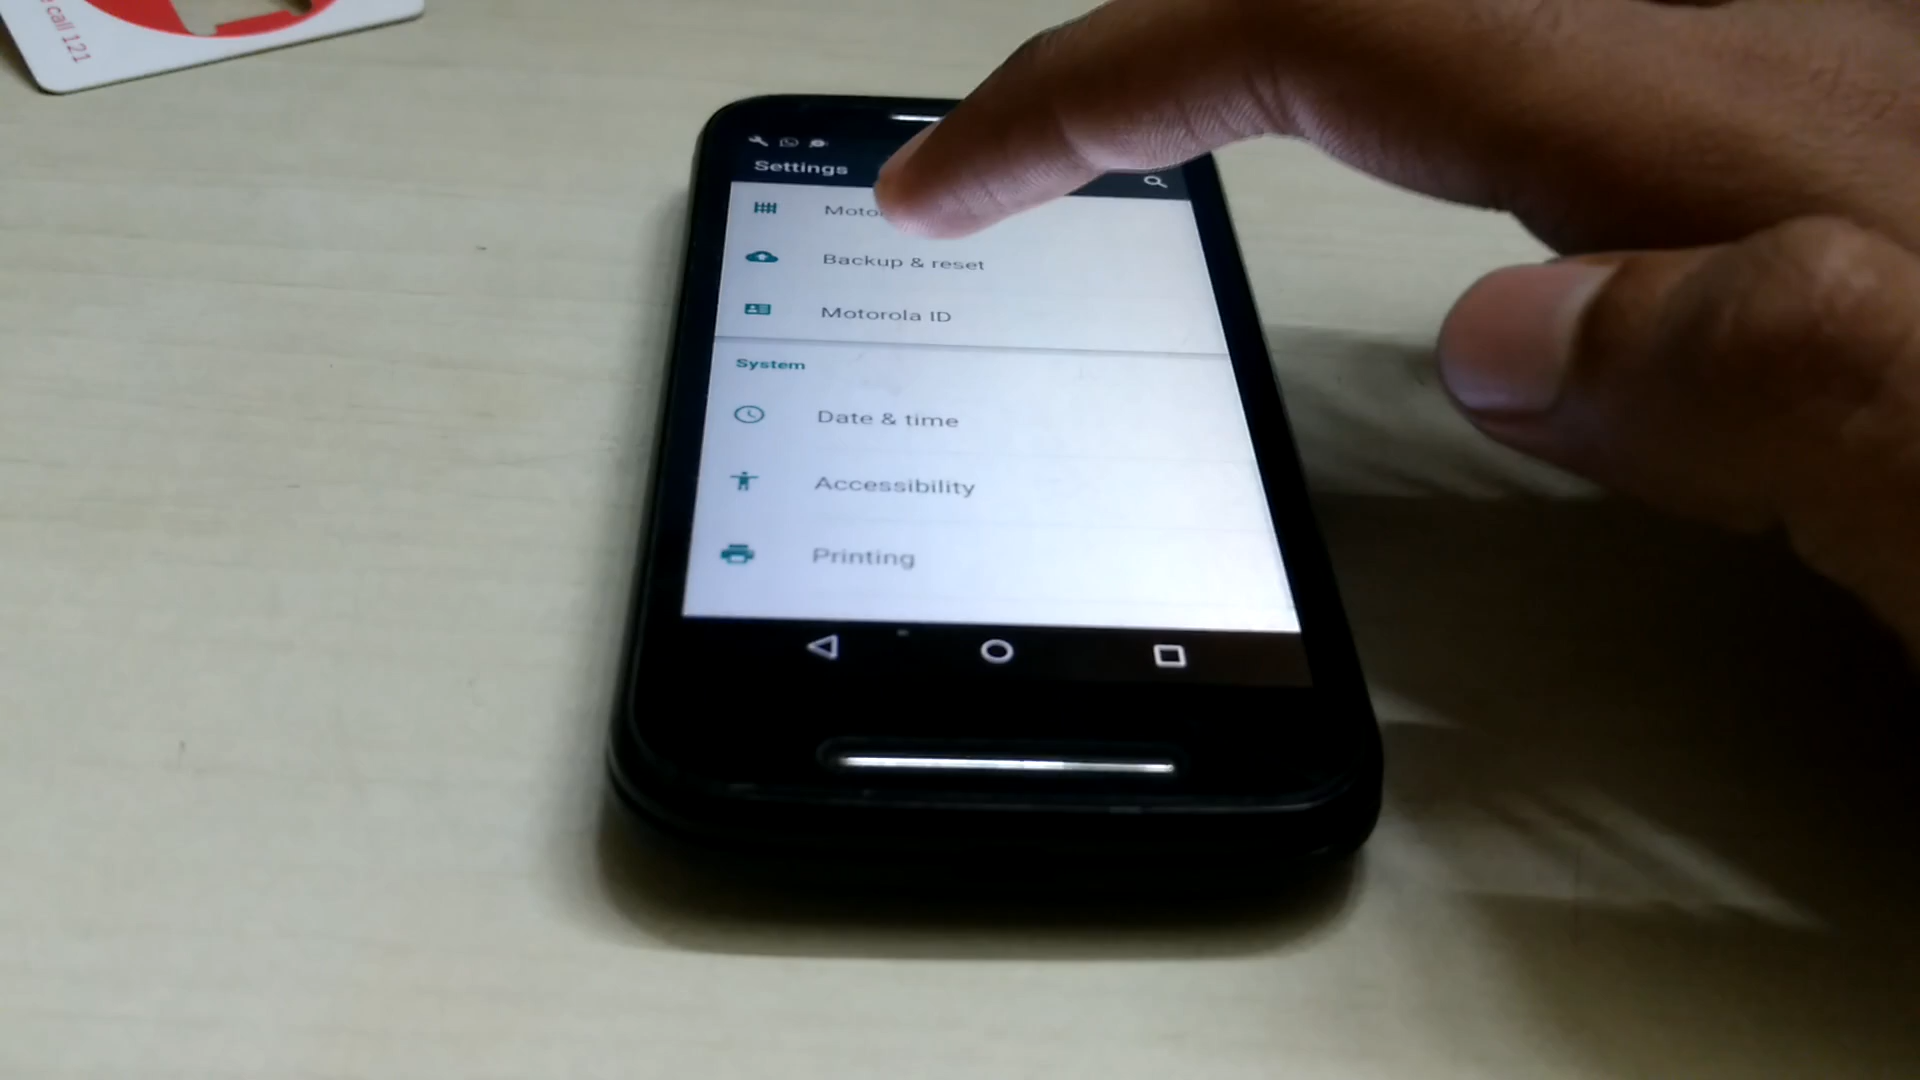 call 121
Settings
Backup & reset
Motorola ID
System
Date & time
Accessibility
Printing